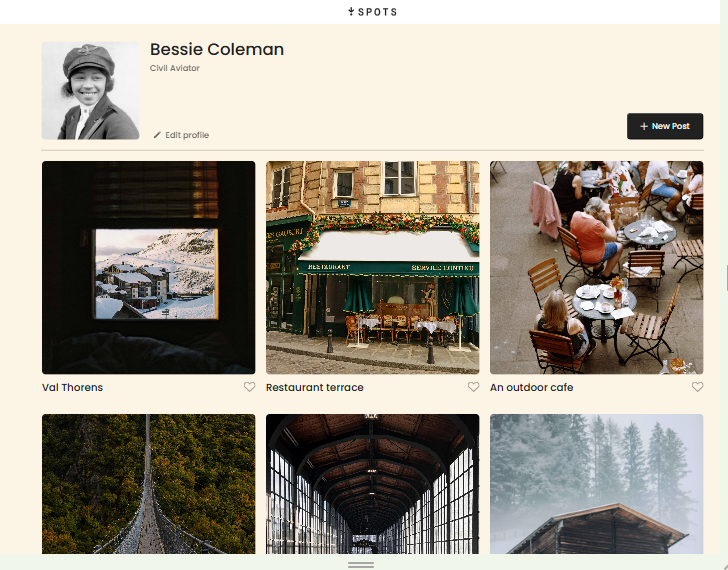 SPOTS
Bessie Coleman
Civil Aviator
Edit profile
+ New Post
RESTAURANT
SERVICE CONTINU
Val Thorens
Restaurant terrace
An outdoor cafe